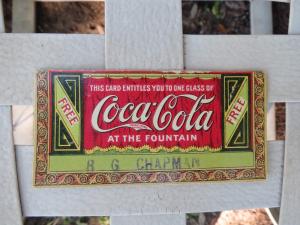 THIS CARD ENTITLES YOU TO ONE GLASS OF
FREE
Coca-Cola
FREE
AT THE FOUNTAIN
R G CHAPMAN